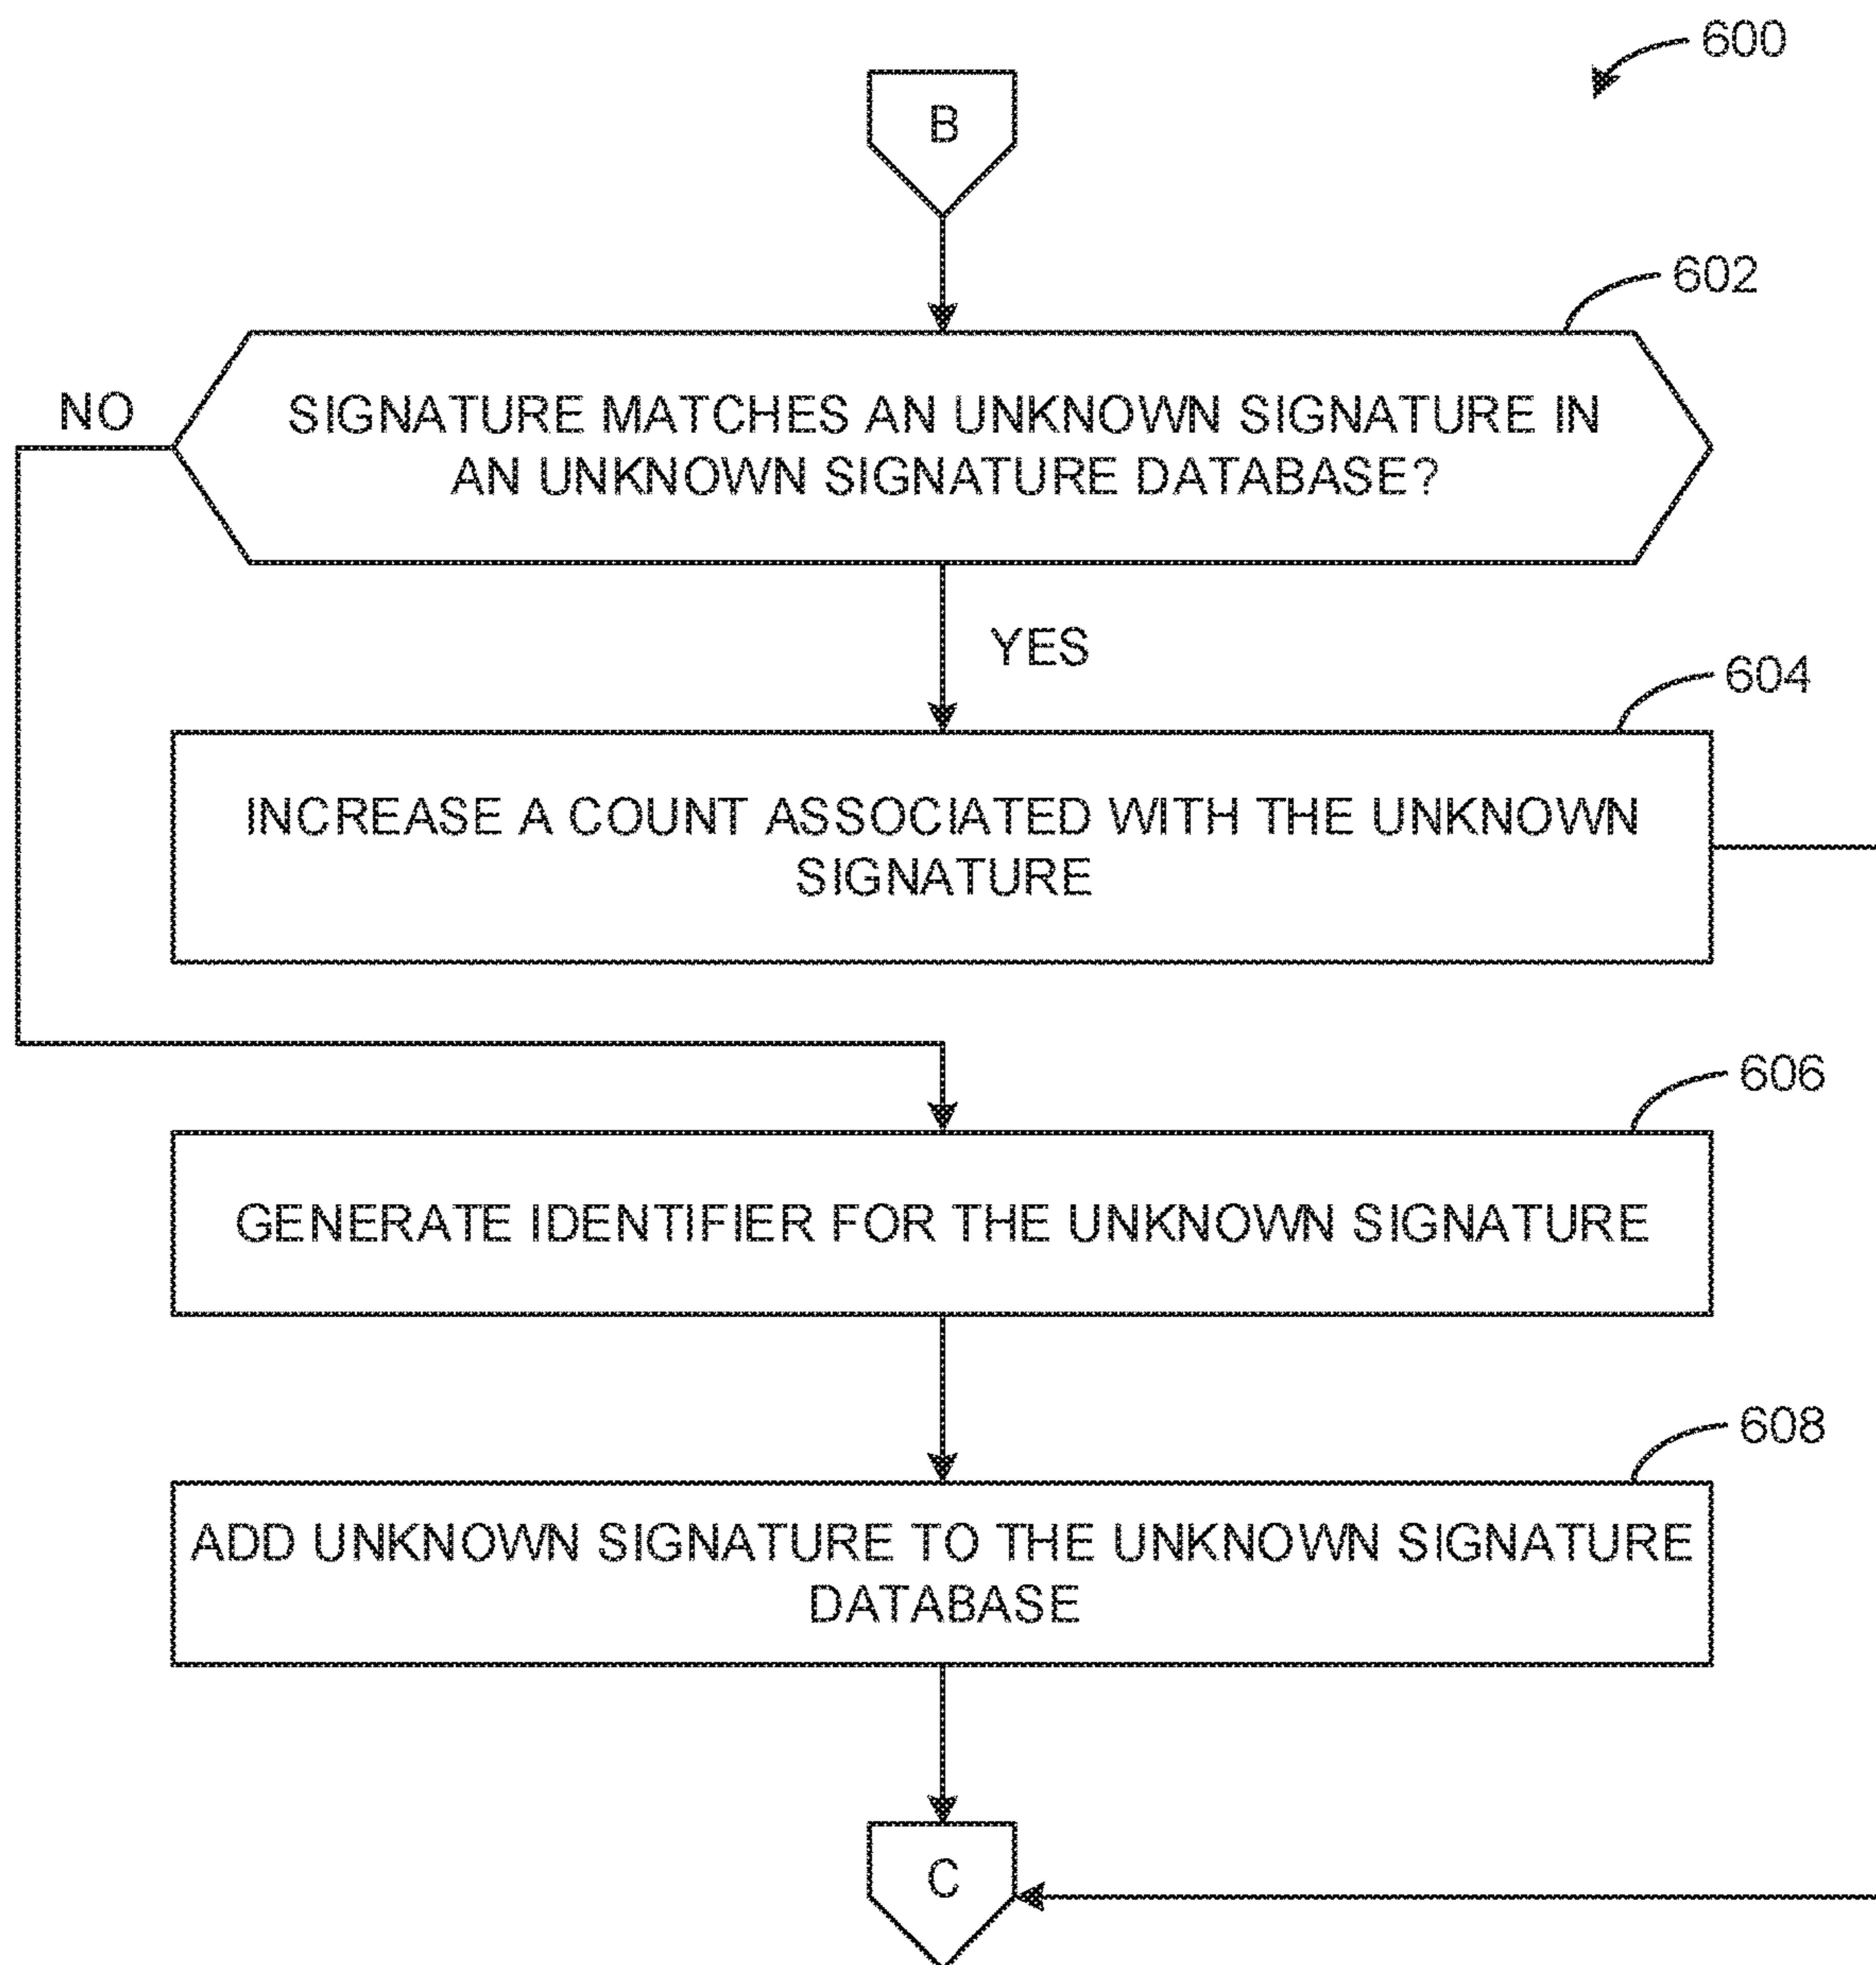 600
B
602
NO
SIGNATURE MATCHES AN UNKNOWN SIGNATURE IN
AN UNKNOWN SIGNATURE DATABASE?
YES
604
INCREASE A COUNT ASSOCIATED WITH THE UNKNOWN
SIGNATURE
606
GENERATE IDENTIFIER FOR THE UNKNOWN SIGNATURE
608
ADD UNKNOWN SIGNATURE TO THE UNKNOWN SIGNATURE
DATABASE
C